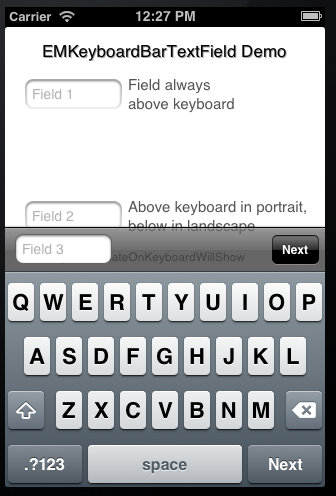 Carrier 12:27 PM
EMKeyboardBarTextField Demo
Field 1
Field always
above keyboard
Field 2
Above keyboard in portrait,
below in landscape
Field 3
ateOnKeyboardWillShow
Next
Q W E R T Y U I O P
A S D F G H J K L
Z X C V B N M
.?123 space Next